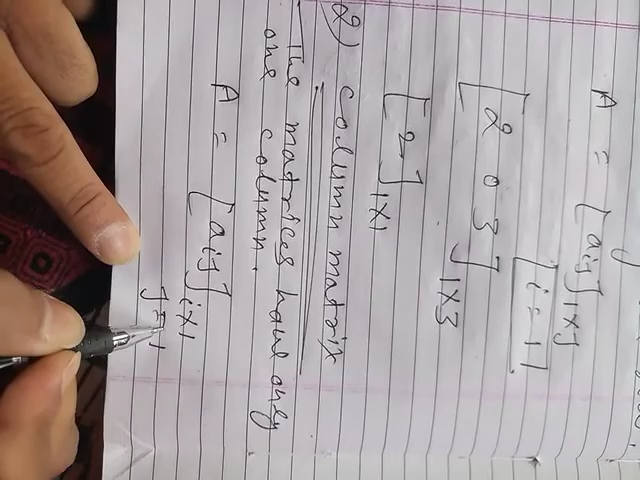 A = [aij]1×j
[i=1]
[2 0 3]1×3
[2]1×1
2) column matrix
The matrices have only
one column.
A = [aij]i×1
j=1